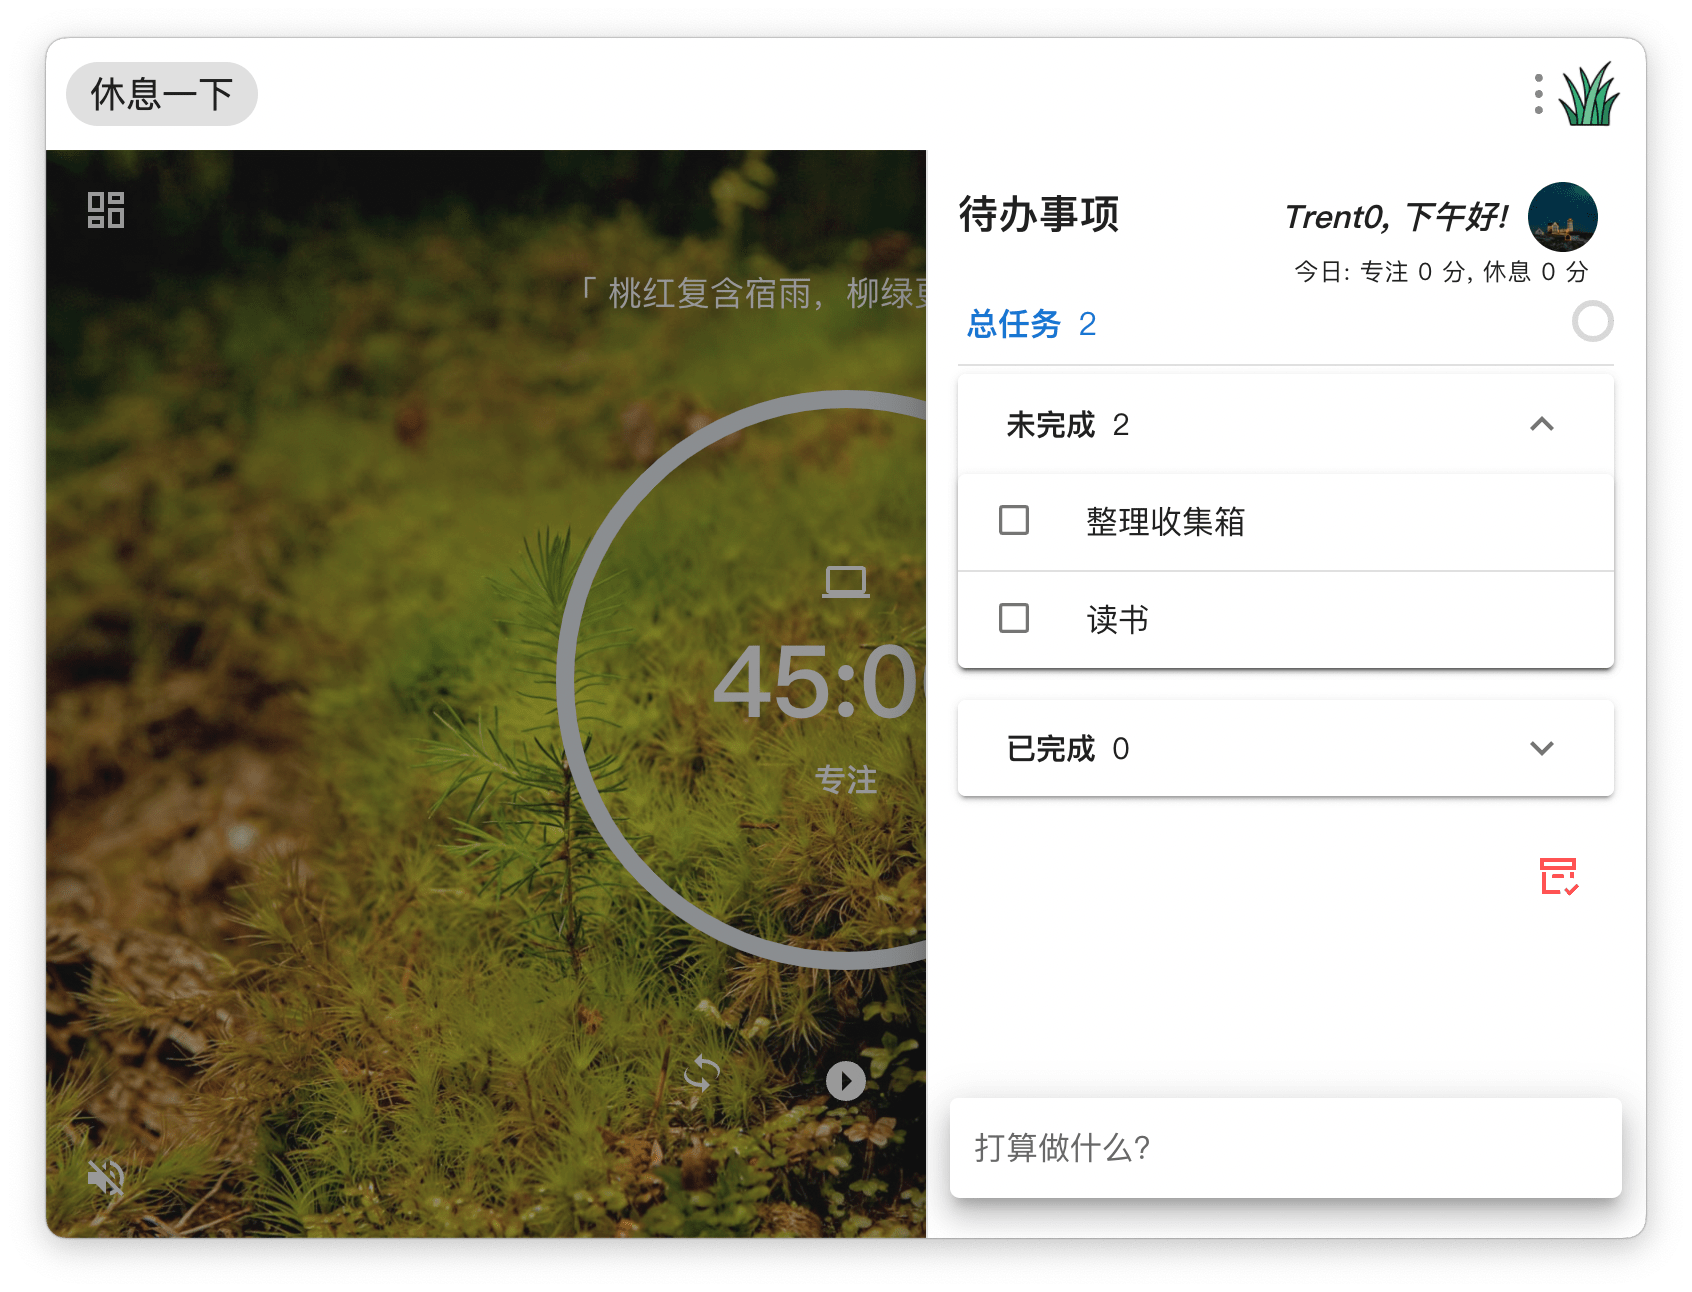 休息一下
「 桃红复含宿雨，柳绿
45:0
专注
待办事项
Trent0, 下午好!
今日: 专注 0 分, 休息 0 分
总任务 2
未完成 2
整理收集箱
读书
已完成 0
打算做什么?